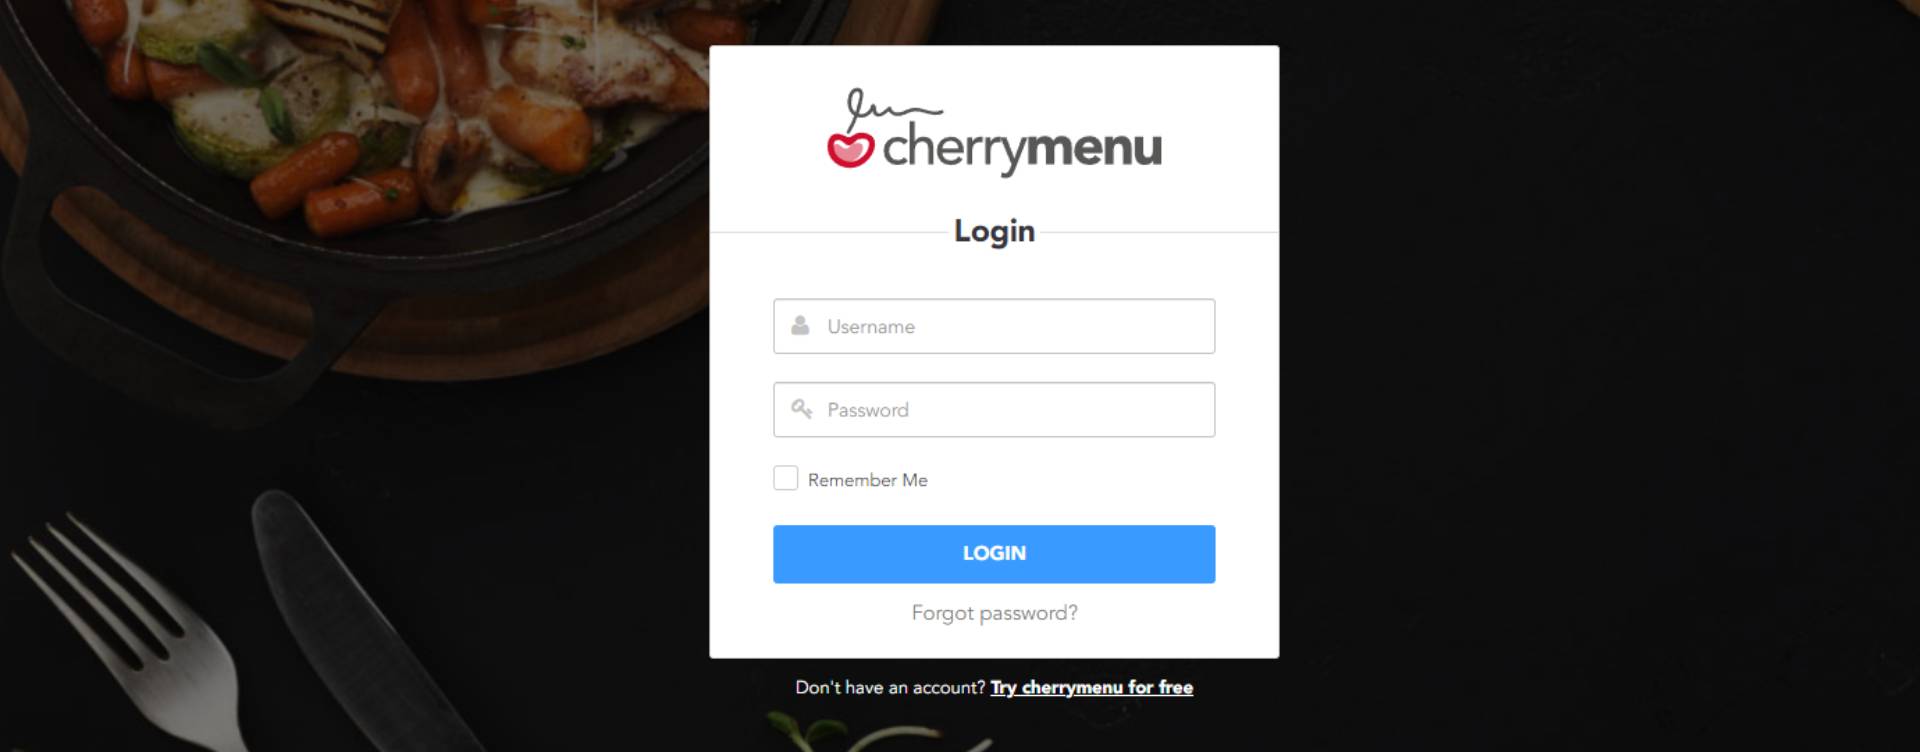 cherrymenu
Login
Username
Password
Remember Me
LOGIN
Forgot password?
Don't have an account? Try cherrymenu for free